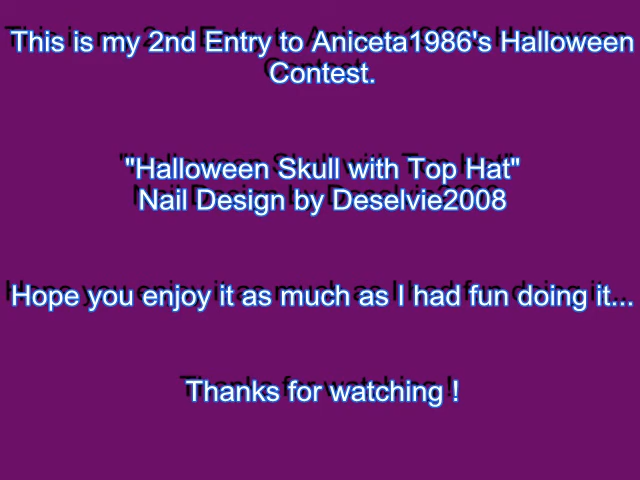 This is my 2nd Entry to Aniceta1986's Halloween
Contest.
"Halloween Skull with Top Hat"
Nail Design by Deselvie2008
Hope you enjoy it as much as I had fun doing it...
Thanks for watching !